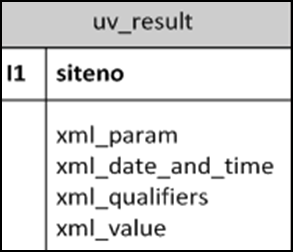 uv_result
I1 siteno
xml_param
xml_date_and_time
xml_qualifiers
xml_value